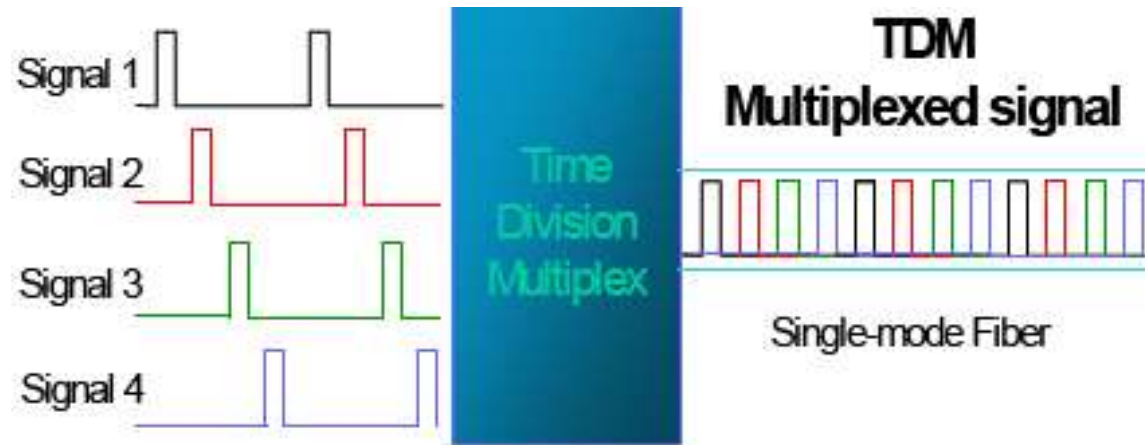 Signal 1
Signal 2
Signal 3
Signal 4
Time
Division
Multiplex
TDM
Multiplexed signal
Single-mode Fiber